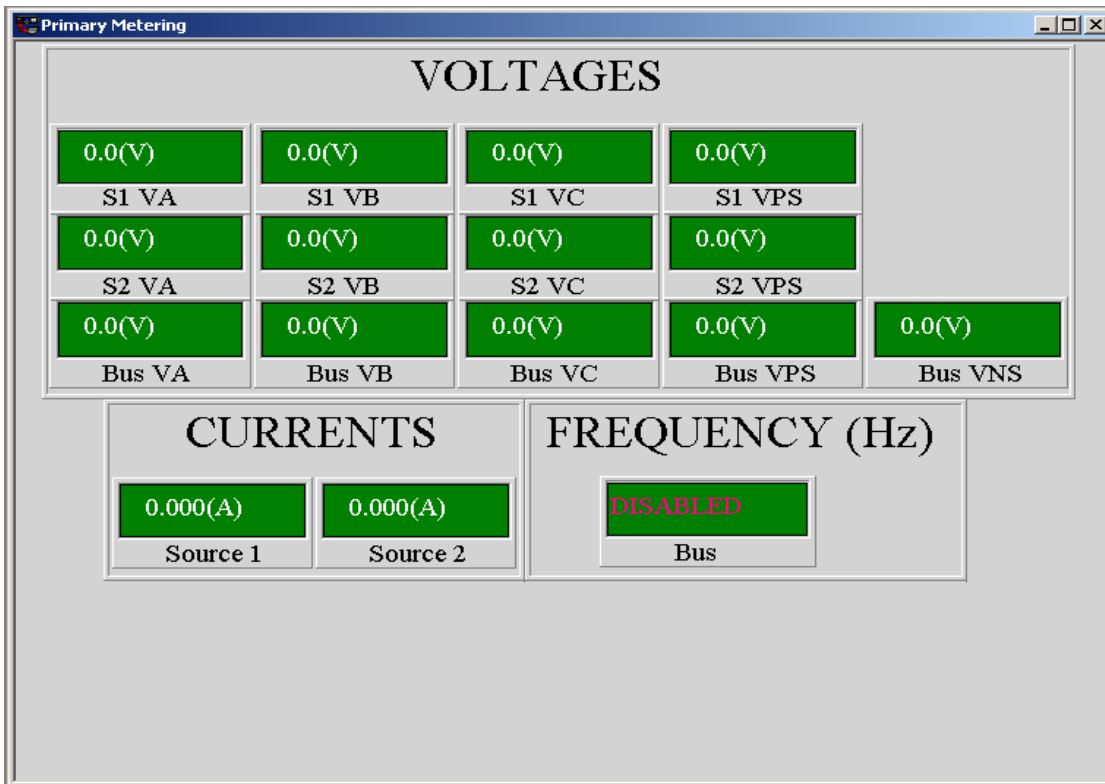 Primary Metering
VOLTAGES
0.0(V) 0.0(V) 0.0(V) 0.0(V)
S1 VA S1 VB S1 VC S1 VPS
0.0(V) 0.0(V) 0.0(V) 0.0(V)
S2 VA S2 VB S2 VC S2 VPS
0.0(V) 0.0(V) 0.0(V) 0.0(V) 0.0(V)
Bus VA Bus VB Bus VC Bus VPS Bus VNS
CURRENTS
0.000(A) 0.000(A)
Source 1 Source 2
FREQUENCY (Hz)
DISABLED
Bus